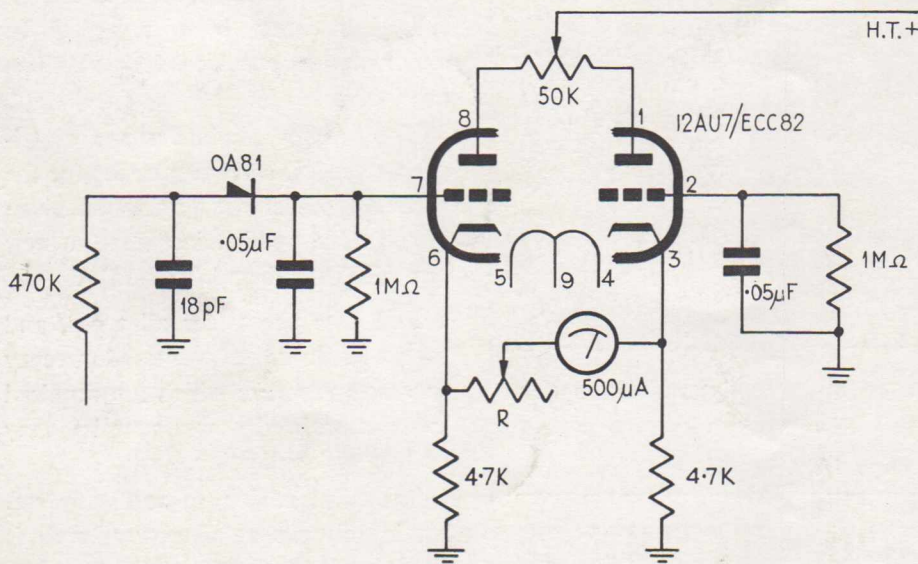 H.T.+
50K
8
1
12AU7/ECC82
OA81
7
2
·05µF
6
5
9
4
3
470K
18pF
1MΩ
·05µF
1MΩ
500µA
R
4·7K
4·7K